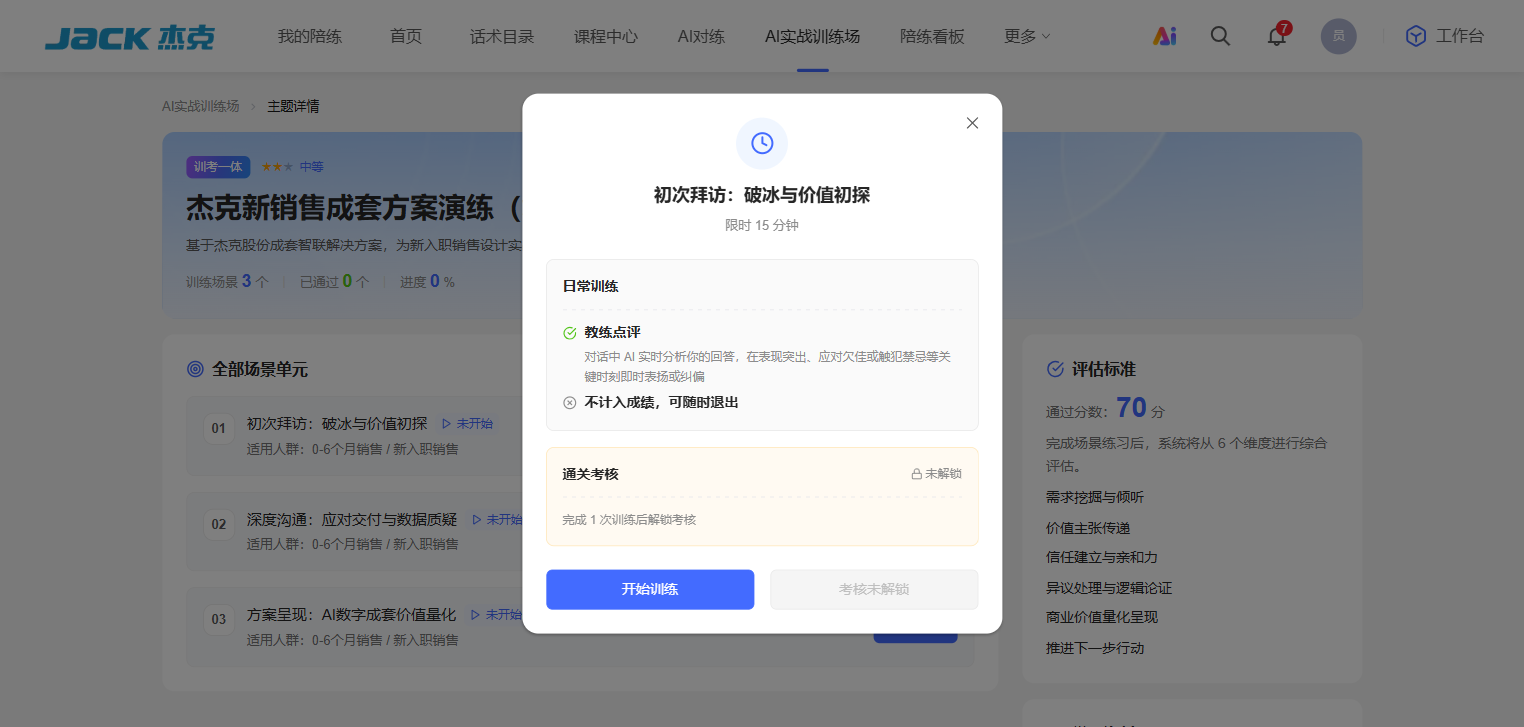 JACK 杰克
我的陪练
首页
话术目录
课程中心
AI对练
AI实战训练场
陪练看板
更多
Ai
7
员
工作台
AI实战训练场 > 主题详情
训考一体
中等
杰克新销售成套方案演练（
基于杰克股份成套智联解决方案，为新入职销售设计实
训练场景 3 个
已通过 0 个
进度 0 %
全部场景单元
01
初次拜访：破冰与价值初探
未开始
适用人群：0-6个月销售 / 新入职销售
02
深度沟通：应对交付与数据质疑
未开始
适用人群：0-6个月销售 / 新入职销售
03
方案呈现：AI数字成套价值量化
未开始
适用人群：0-6个月销售 / 新入职销售
初次拜访：破冰与价值初探
限时 15 分钟
日常训练
教练点评
对话中 AI 实时分析你的回答，在表现突出、应对欠佳或触犯禁忌等关
键时刻即时表扬或纠偏
不计入成绩，可随时退出
通关考核
未解锁
完成 1 次训练后解锁考核
开始训练
考核未解锁
评估标准
通过分数：70 分
完成场景练习后，系统将从 6 个维度进行综合
评估。
需求挖掘与倾听
价值主张传递
信任建立与亲和力
异议处理与逻辑论证
商业价值量化呈现
推进下一步行动